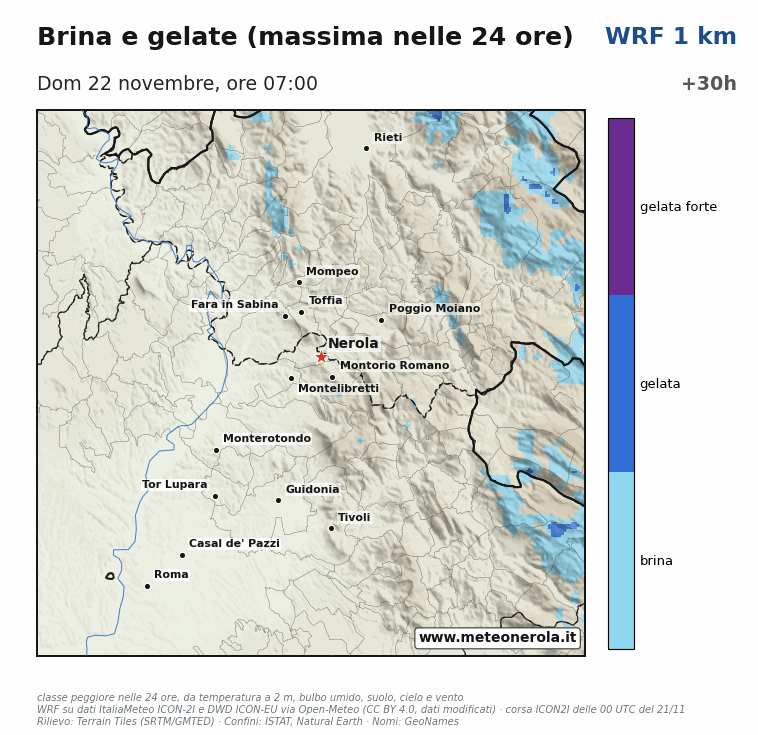 Brina e gelate (massima nelle 24 ore)
WRF 1 km
Dom 22 novembre, ore 07:00
+30h
Rieti
Mompeo
Fara in Sabina
Toffia
Poggio Moiano
Nerola
Montorio Romano
Montelibretti
Monterotondo
Tor Lupara
Guidonia
Tivoli
Casal de' Pazzi
Roma
www.meteonerola.it
gelata forte
gelata
brina
classe peggiore nelle 24 ore, da temperatura a 2 m, bulbo umido, suolo, cielo e vento
WRF su dati ItaliaMeteo ICON-2I e DWD ICON-EU via Open-Meteo (CC BY 4.0, dati modificati) · corsa ICON2I delle 00 UTC del 21/11
Rilievo: Terrain Tiles (SRTM/GMTED) · Confini: ISTAT, Natural Earth · Nomi: GeoNames